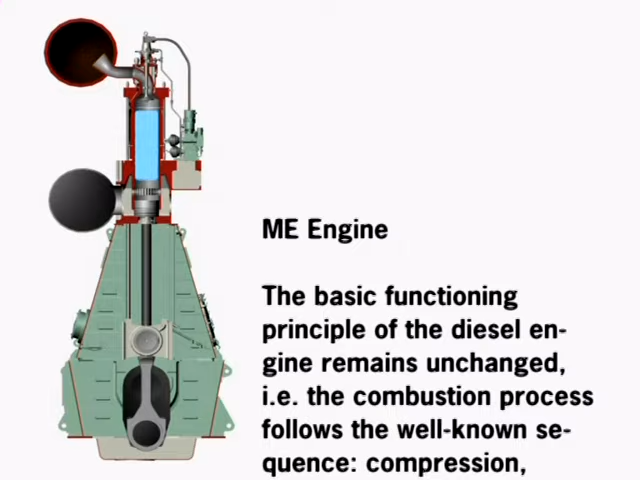 ME Engine
The basic functioning
principle of the diesel en-
gine remains unchanged,
i.e. the combustion process
follows the well-known se-
quence: compression,